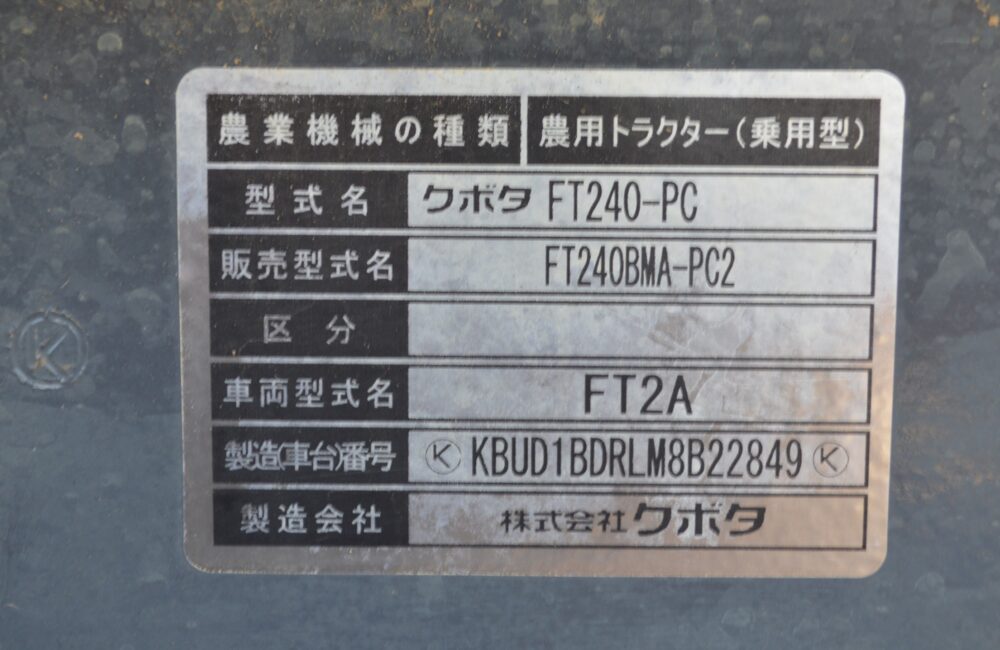 農業機械の種類 農用トラクター(乗用型)
型式名 クボタ FT240-PC
販売型式名 FT240BMA-PC2
区分
車両型式名 FT2A
製造(車台)番号 Ⓚ KBUD1BDRLM8B22849 Ⓚ
製造会社 株式会社クボタ
Ⓚ